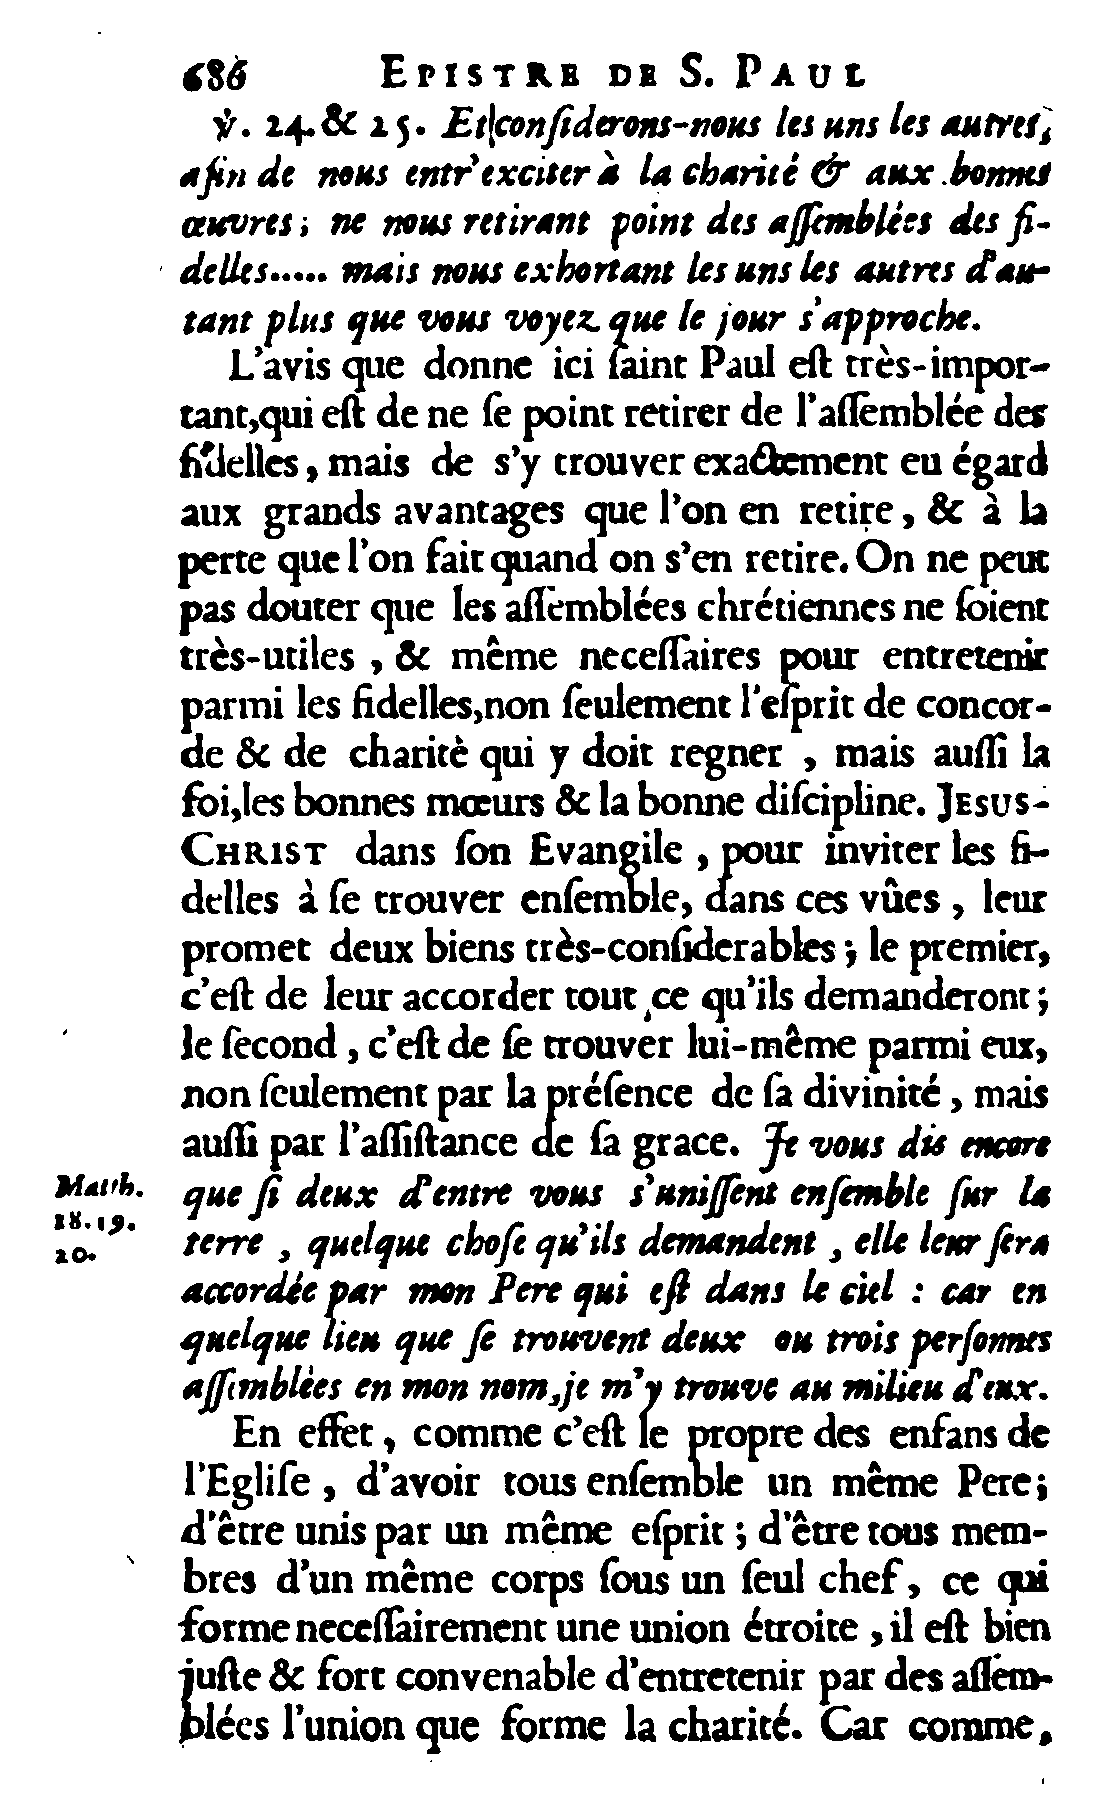 686 EPISTRE DE S. PAUL
℣. 24. & 25. Et conſiderons-nous les uns les autres,
afin de nous entr'exciter à la charité & aux bonnes
œuvres; ne nous retirant point des aſſemblées des fi-
delles..... mais nous exhortant les uns les autres d'au-
tant plus que vous voyez que le jour s'approche.
L'avis que donne ici ſaint Paul eſt très-impor-
tant, qui eſt de ne ſe point retirer de l'aſſemblée des
fidelles, mais de s'y trouver exactement eu égard
aux grands avantages que l'on en retire, & à la
perte que l'on fait quand on s'en retire. On ne peut
pas douter que les aſſemblées chrétiennes ne ſoient
très-utiles, & même neceſſaires pour entretenir
parmi les fidelles, non ſeulement l'eſprit de concor-
de & de charitè qui y doit regner, mais auſſi la
foi, les bonnes mœurs & la bonne diſcipline. JESUS-
CHRIST dans ſon Evangile, pour inviter les fi-
delles à ſe trouver enſemble, dans ces vûes, leur
promet deux biens très-conſiderables; le premier,
c'eſt de leur accorder tout ce qu'ils demanderont;
le ſecond, c'eſt de ſe trouver lui-même parmi eux,
non ſeulement par la préſence de ſa divinité, mais
auſſi par l'aſſiſtance de ſa grace. Je vous dis encore
Matth.
18. 19.
20.
que ſi deux d'entre vous s'uniſſent enſemble ſur la
terre, quelque choſe qu'ils demandent, elle leur ſera
accordée par mon Pere qui eſt dans le ciel : car en
quelque lieu que ſe trouvent deux ou trois perſonnes
aſſemblées en mon nom, je m'y trouve au milieu d'eux.
En effet, comme c'eſt le propre des enfans de
l'Egliſe, d'avoir tous enſemble un même Pere;
d'être unis par un même eſprit; d'être tous mem-
bres d'un même corps ſous un ſeul chef, ce qui
forme neceſſairement une union étroite, il eſt bien
juſte & fort convenable d'entretenir par des aſſem-
blées l'union que forme la charité. Car comme,